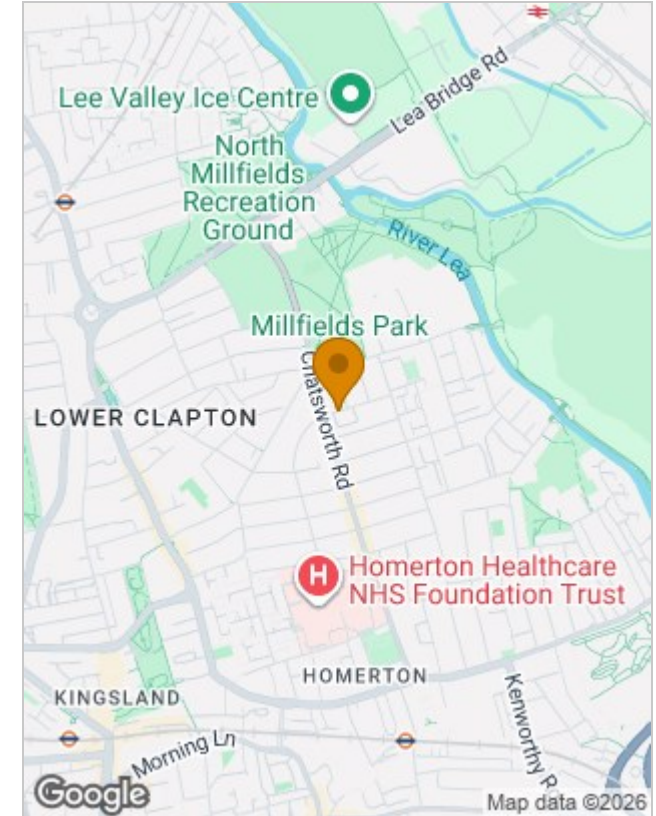 Lee Valley Ice Centre
Lea Bridge Rd
North
Millfields
Recreation
Ground
River Lea
Millfields Park
Chatsworth Rd
LOWER CLAPTON
H
Homerton Healthcare
NHS Foundation Trust
HOMERTON
KINGSLAND
Kenworthy R
Morning Ln
Google
Map data ©2026